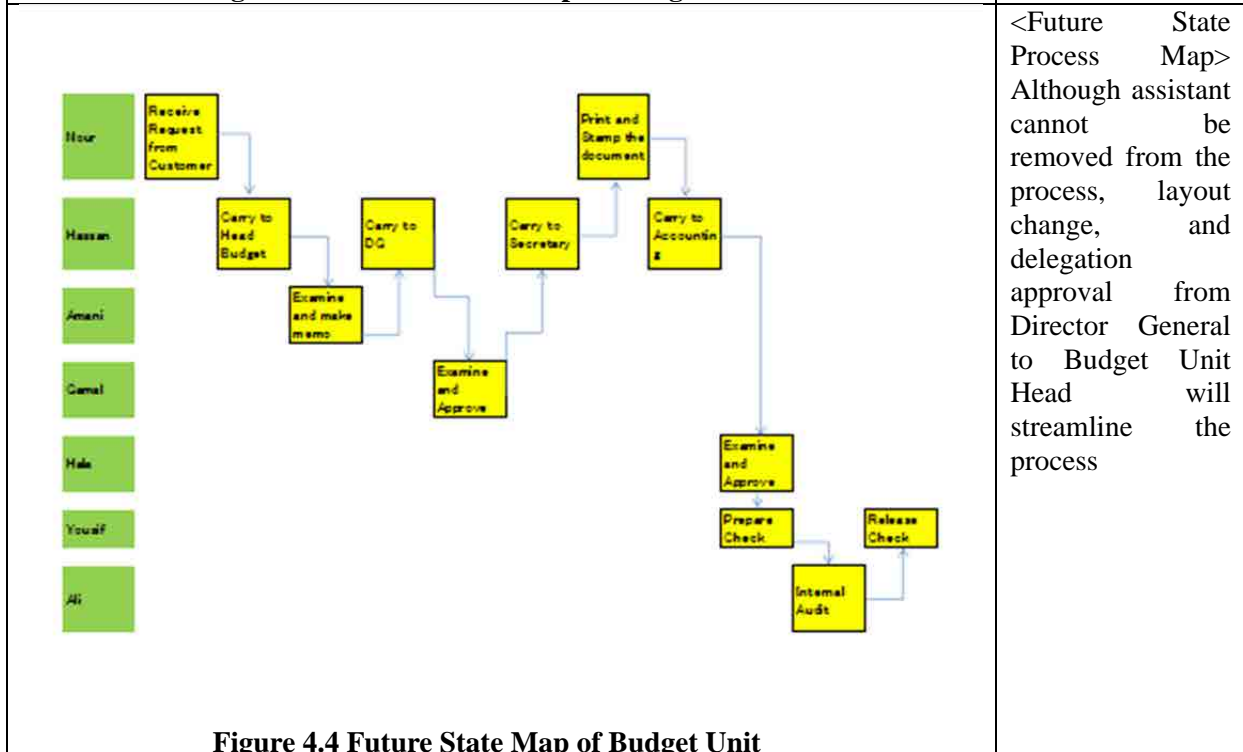 Nour
Receive
Request
from
Customer
Print and
Stamp the
document
Hassan
Carry to
Head
Budget
Carry to
DG
Carry to
Secretary
Carry to
Accountin
g
Amani
Examine
and make
memo
Gamal
Examine
and
Approve
Hala
Examine
and
Approve
Yousif
Prepare
Check
Release
Check
Ali
Internal
Audit
Figure 4.4 Future State Map of Budget Unit
<Future State
Process Map>
Although assistant
cannot be
removed from the
process, layout
change, and
delegation
approval from
Director General
to Budget Unit
Head will
streamline the
process